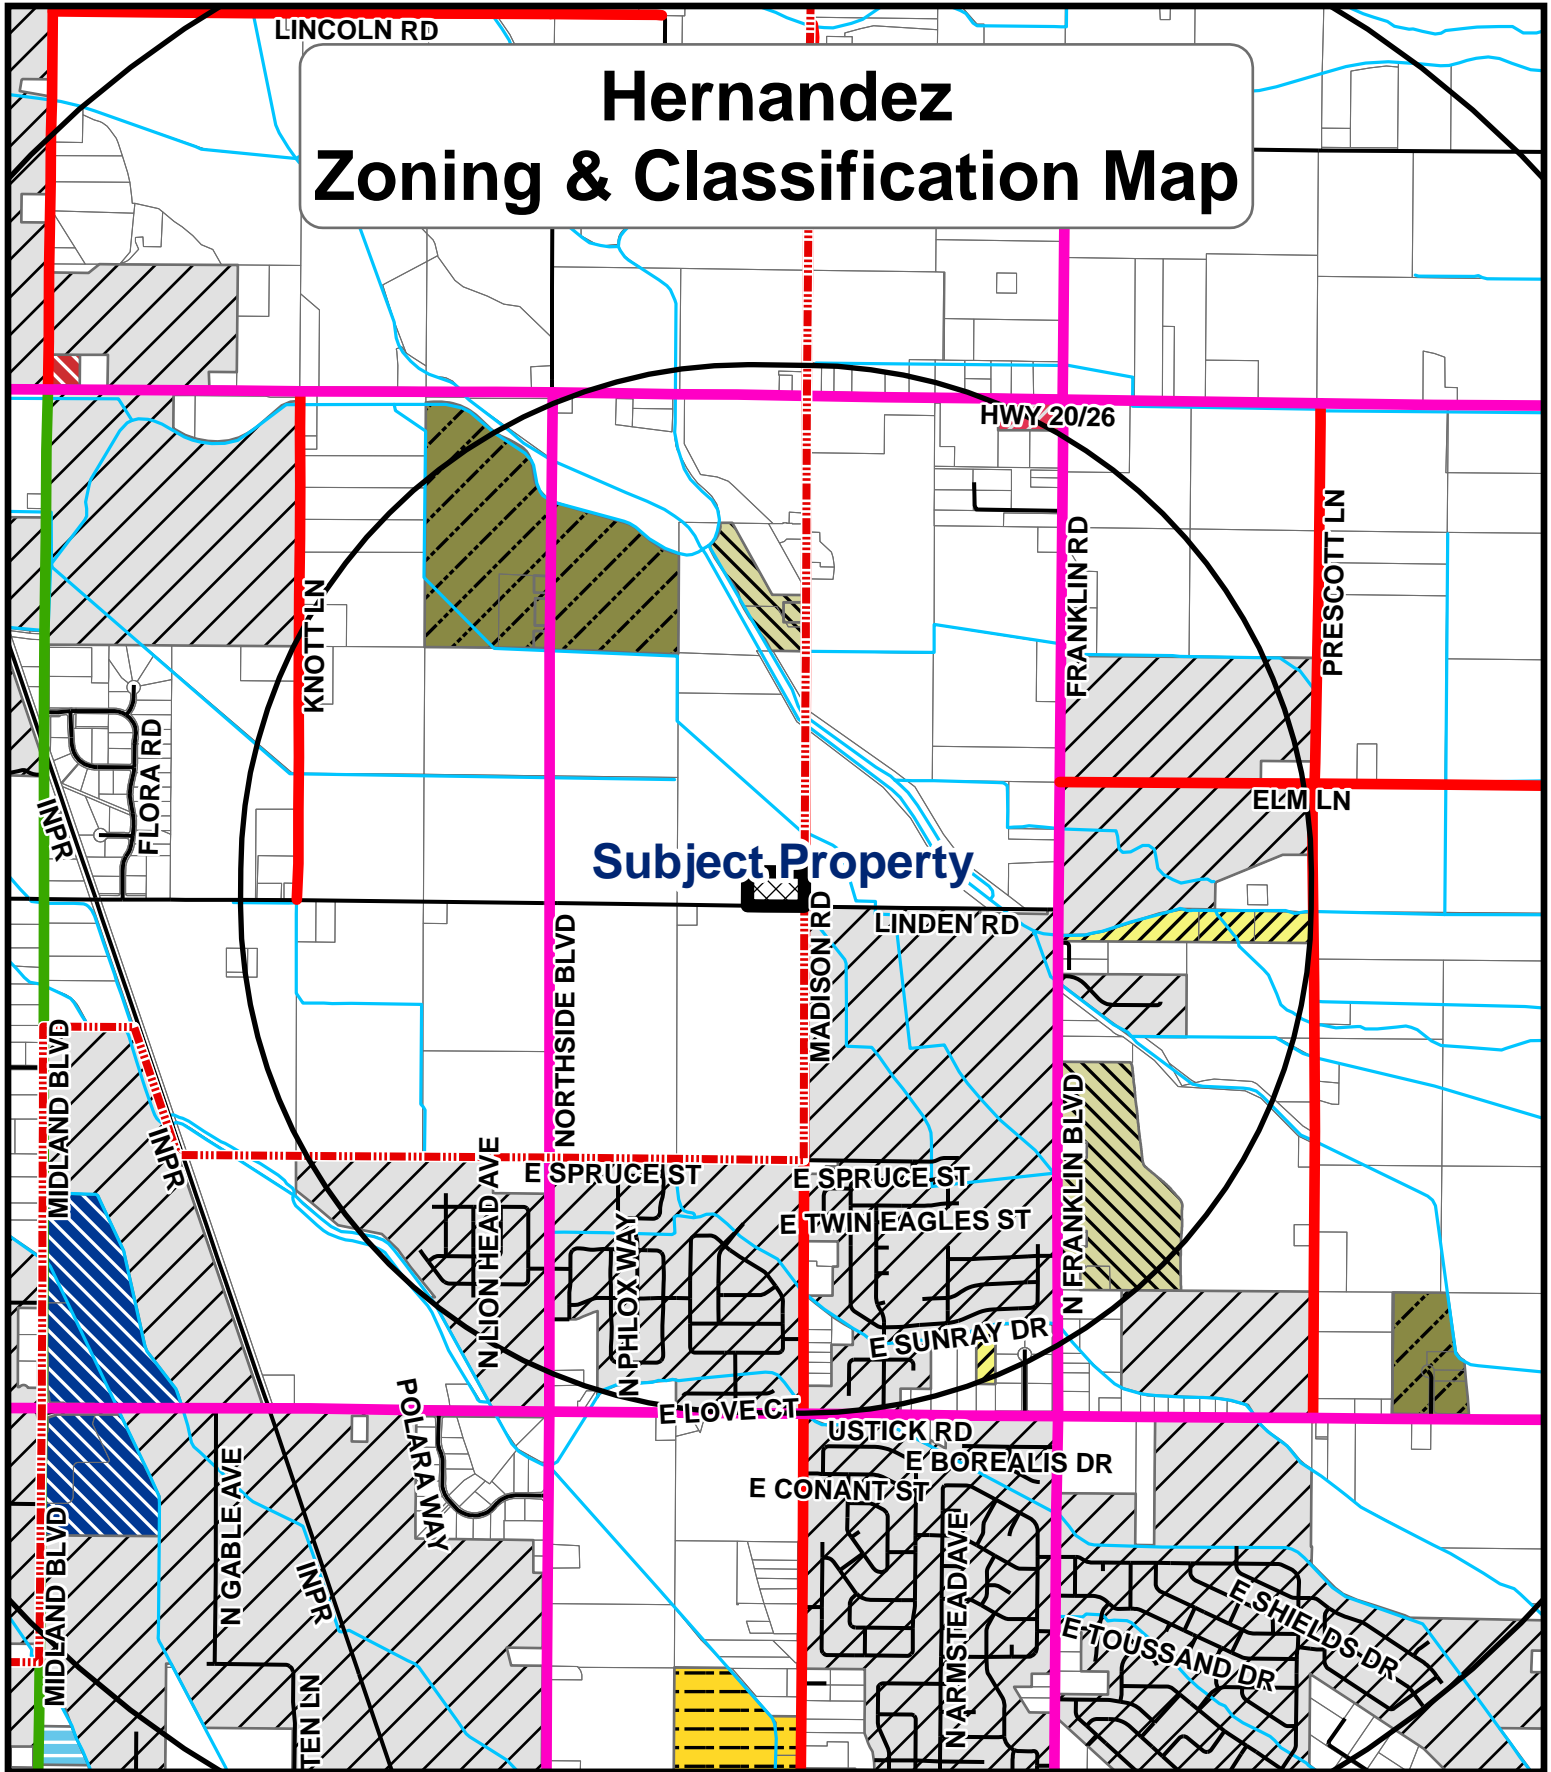 LINCOLN RD
Hernandez
Zoning & Classification Map
HWY 20/26
PRESCOTT LN
FRANKLIN RD
KNOTT LN
FLORA RD
INPR
ELM LN
Subject Property
LINDEN RD
MADISON RD
NORTHSIDE BLVD
MIDLAND BLVD
INPR
N LION HEAD AVE
E SPRUCE ST
E SPRUCE ST
E TWIN EAGLES ST
N FRANKLIN BLVD
N PHLOX WAY
E SUNRAY DR
POLARA WAY
E LOVE CT
USTICK RD
E BOREALIS DR
E CONANT ST
N GABLE AVE
MIDLAND BLVD
INPR
N ARMSTEAD AVE
E SHIELDS DR
E TOUSSAND DR
TEN LN